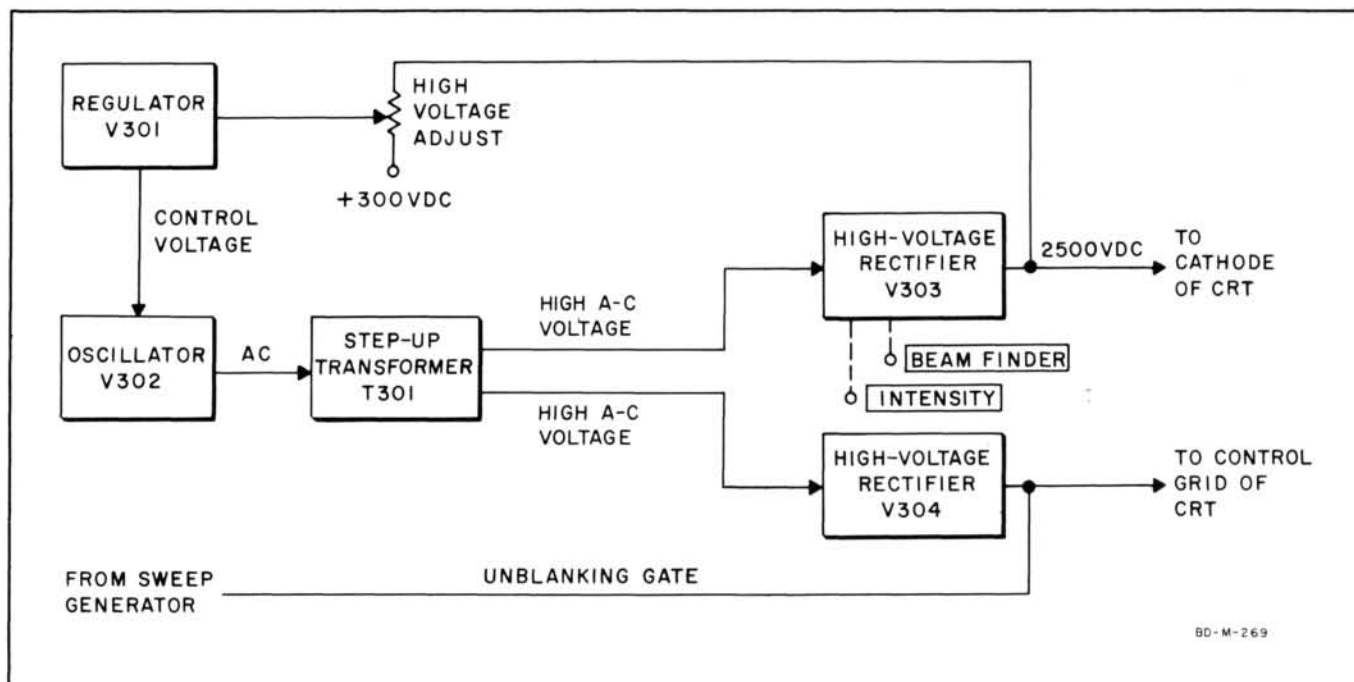 REGULATOR
V301
HIGH
VOLTAGE
ADJUST
+300VDC
CONTROL
VOLTAGE
OSCILLATOR
V302
AC
STEP-UP
TRANSFORMER
T301
HIGH A-C
VOLTAGE
HIGH A-C
VOLTAGE
HIGH-VOLTAGE
RECTIFIER
V303
2500VDC
TO
CATHODE
OF CRT
BEAM FINDER
INTENSITY
HIGH-VOLTAGE
RECTIFIER
V304
TO CONTROL
GRID OF
CRT
FROM SWEEP
GENERATOR
UNBLANKING GATE
BD-M-269